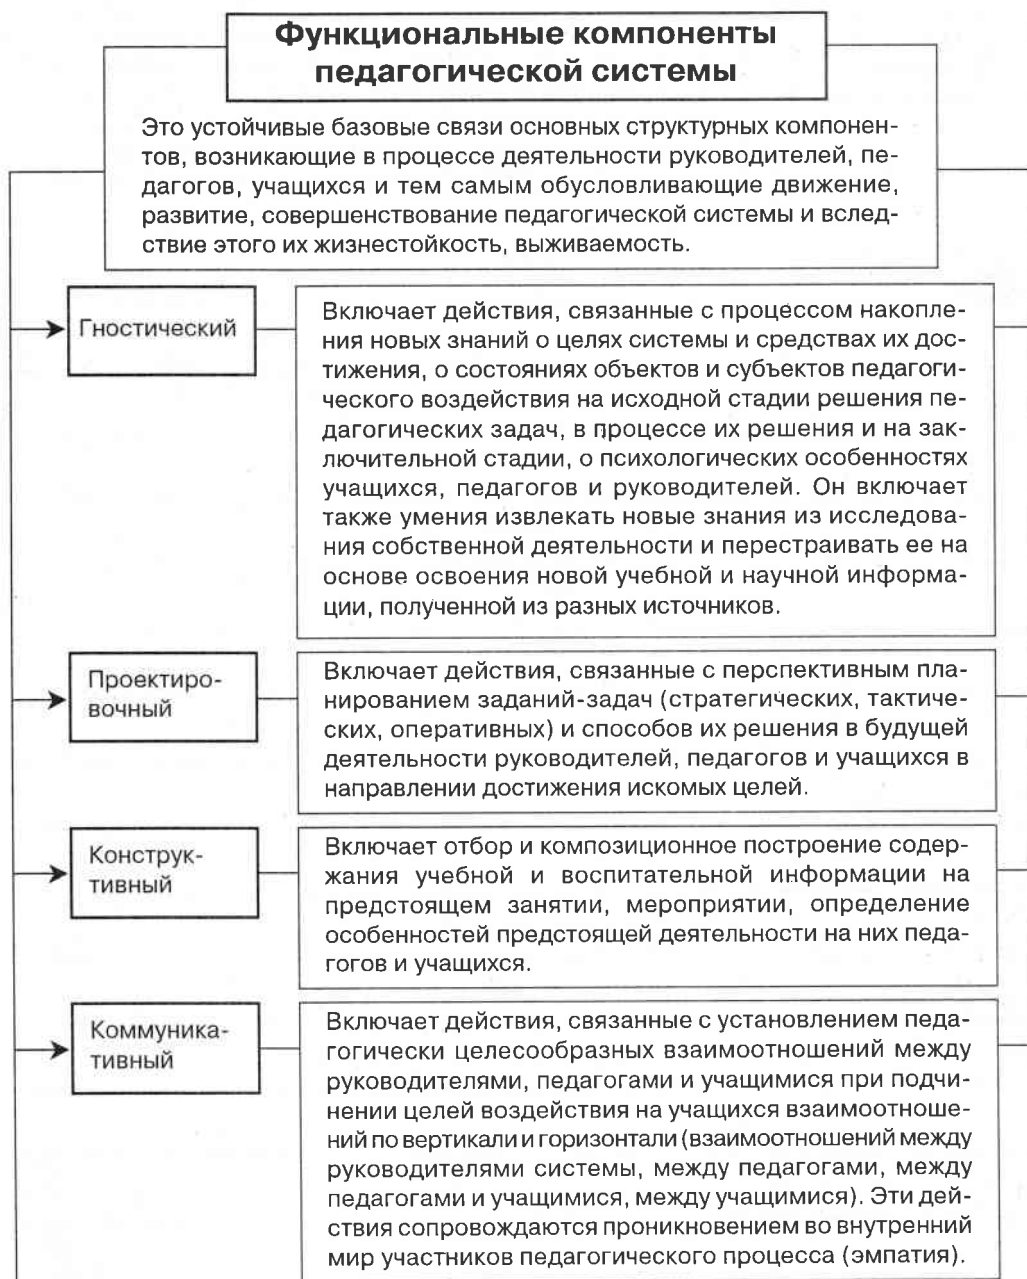 Функциональные компоненты
педагогической системы
Это устойчивые базовые связи основных структурных компонен-
тов, возникающие в процессе деятельности руководителей, пе-
дагогов, учащихся и тем самым обусловливающие движение,
развитие, совершенствование педагогической системы и вслед-
ствие этого их жизнестойкость, выживаемость.
Гностический
Включает действия, связанные с процессом накопле-
ния новых знаний о целях системы и средствах их дос-
тижения, о состояниях объектов и субъектов педагоги-
ческого воздействия на исходной стадии решения пе-
дагогических задач, в процессе их решения и на зак-
лючительной стадии, о психологических особенностях
учащихся, педагогов и руководителей. Он включает
также умения извлекать новые знания из исследова-
ния собственной деятельности и перестраивать ее на
основе освоения новой учебной и научной информа-
ции, полученной из разных источников.
Проектиро-
вочный
Включает действия, связанные с перспективным пла-
нированием заданий-задач (стратегических, тактиче-
ских, оперативных) и способов их решения в будущей
деятельности руководителей, педагогов и учащихся в
направлении достижения искомых целей.
Конструк-
тивный
Включает отбор и композиционное построение содер-
жания учебной и воспитательной информации на
предстоящем занятии, мероприятии, определение
особенностей предстоящей деятельности на них педа-
гогов и учащихся.
Коммуника-
тивный
Включает действия, связанные с установлением педа-
гогически целесообразных взаимоотношений между
руководителями, педагогами и учащимися при подчи-
нении целей воздействия на учащихся взаимоотноше-
ний по вертикали и горизонтали (взаимоотношений между
руководителями системы, между педагогами, между
педагогами и учащимися, между учащимися). Эти дей-
ствия сопровождаются проникновением во внутренний
мир участников педагогического процесса (эмпатия).